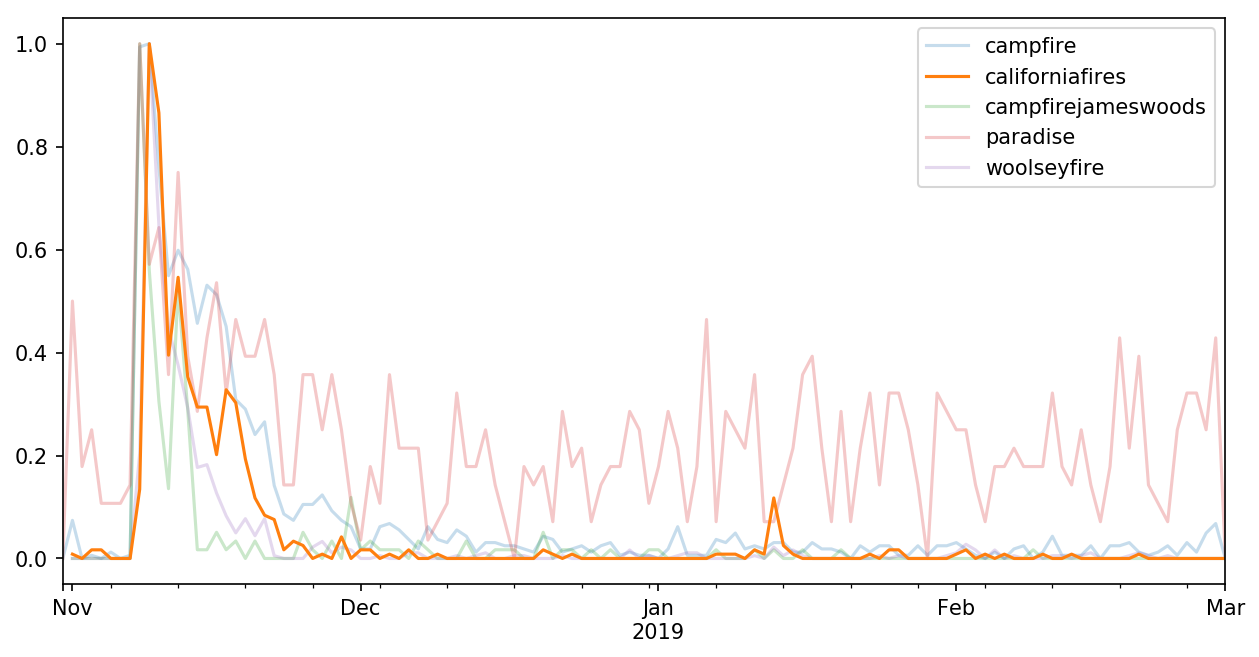 1.0
0.8
0.6
0.4
0.2
0.0
campfire
californiafires
campfirejameswoods
paradise
woolseyfire
Nov Dec Jan Feb Mar
2019